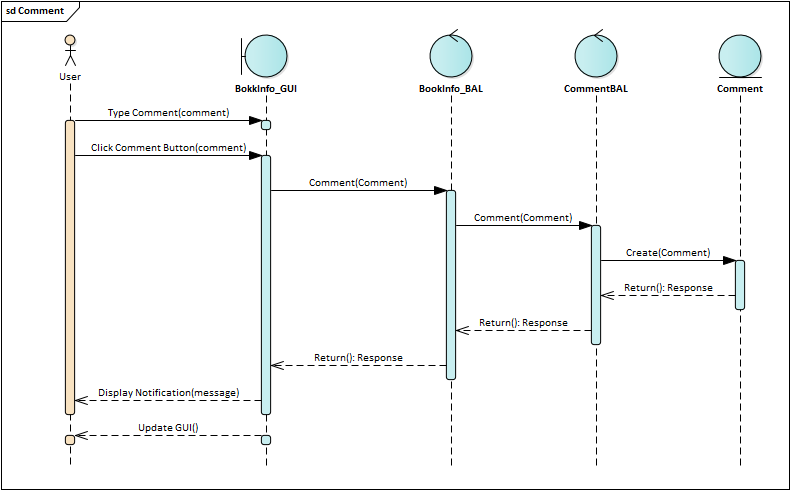 sd Comment
User
BokkInfo_GUI
BookInfo_BAL
CommentBAL
Comment
Type Comment(comment)
Click Comment Button(comment)
Comment(Comment)
Comment(Comment)
Create(Comment)
Return(): Response
Return(): Response
Return(): Response
Display Notification(message)
Update GUI()